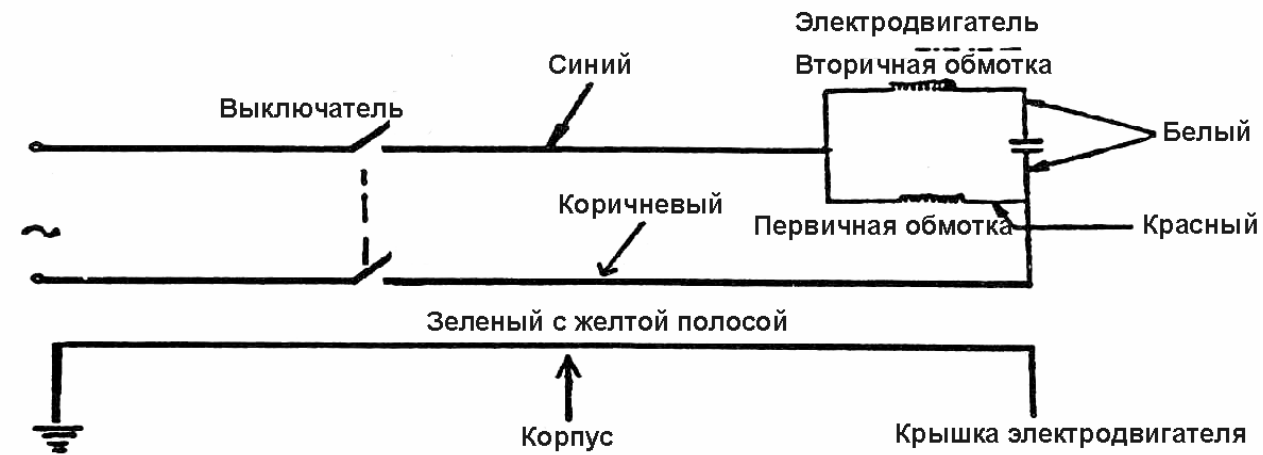 Электродвигатель
Синий
Вторичная обмотка
Выключатель
Белый
Коричневый
Первичная обмотка
Красный
Зеленый с желтой полосой
Корпус
Крышка электродвигателя